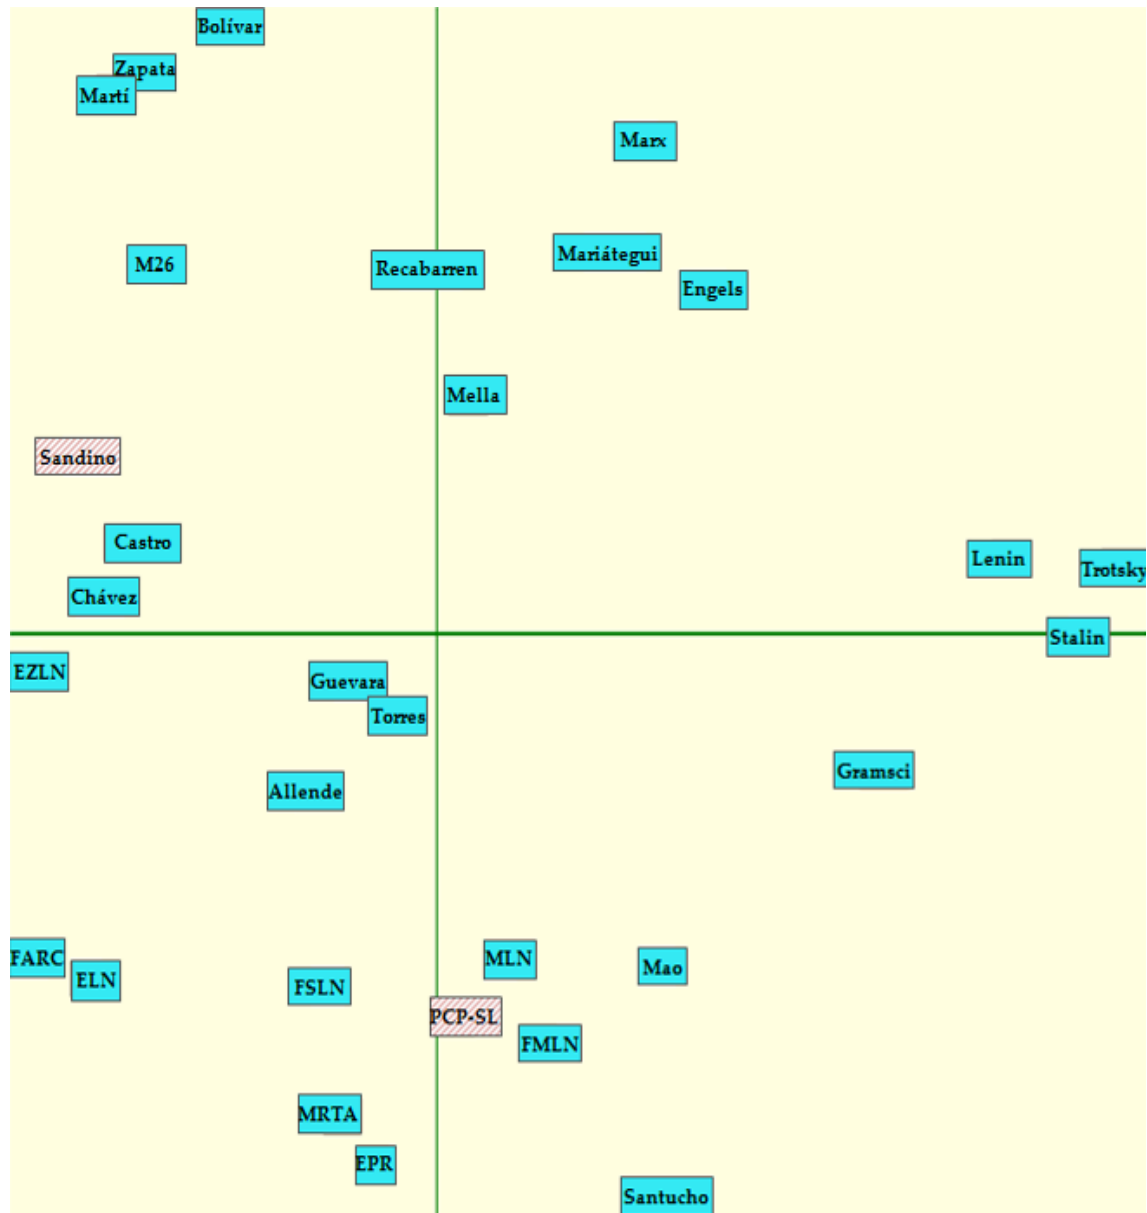 Bolívar
Zapata
Martí
Marx
Mariátegui
M26
Recabarren
Engels
Mella
Sandino
Castro
Lenin
Trotsky
Chávez
Stalin
EZLN
Guevara
Torres
Gramsci
Allende
FARC
MLN
Mao
ELN
FSLN
PCP-SL
FMLN
MRTA
EPR
Santucho